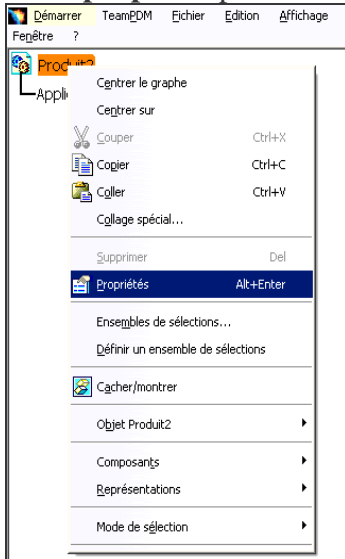 Démarrer TeamPDM Fichier Edition Affichage
Fenêtre ?
Produit2
Appli
Centrer le graphe
Centrer sur
Couper Ctrl+X
Copier Ctrl+C
Coller Ctrl+V
Collage spécial...
Supprimer Del
Propriétés Alt+Enter
Ensembles de sélections...
Définir un ensemble de sélections
Cacher/montrer
Objet Produit2
Composants
Représentations
Mode de sélection